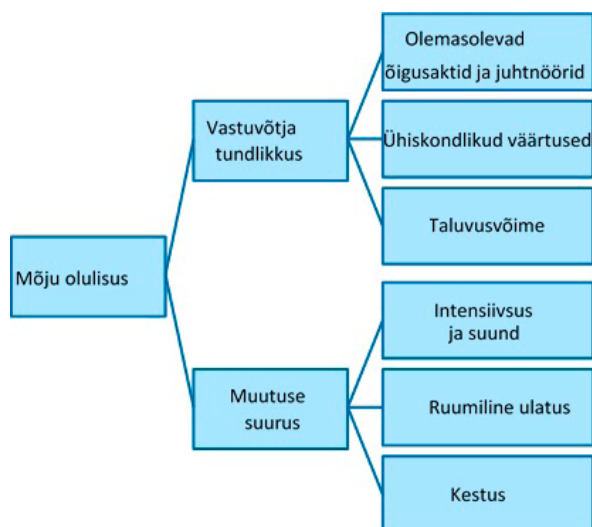 Olemasolevad
õigusaktid ja juhtnöörid
Vastuvõtja
tundlikkus
Ühiskondlikud väärtused
Taluvusvõime
Mõju olulisus
Intensiivsus
ja suund
Muutuse
suurus
Ruumiline ulatus
Kestus